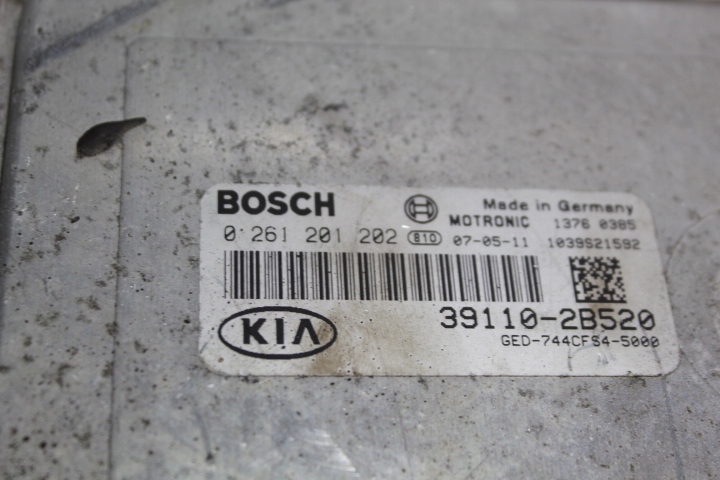 BOSCH Made in Germany
MOTRONIC 1376 0385
0 261 201 202 810 07-05-11 1039S21592
39110-2B520
KIA GED-744CFS4-5000